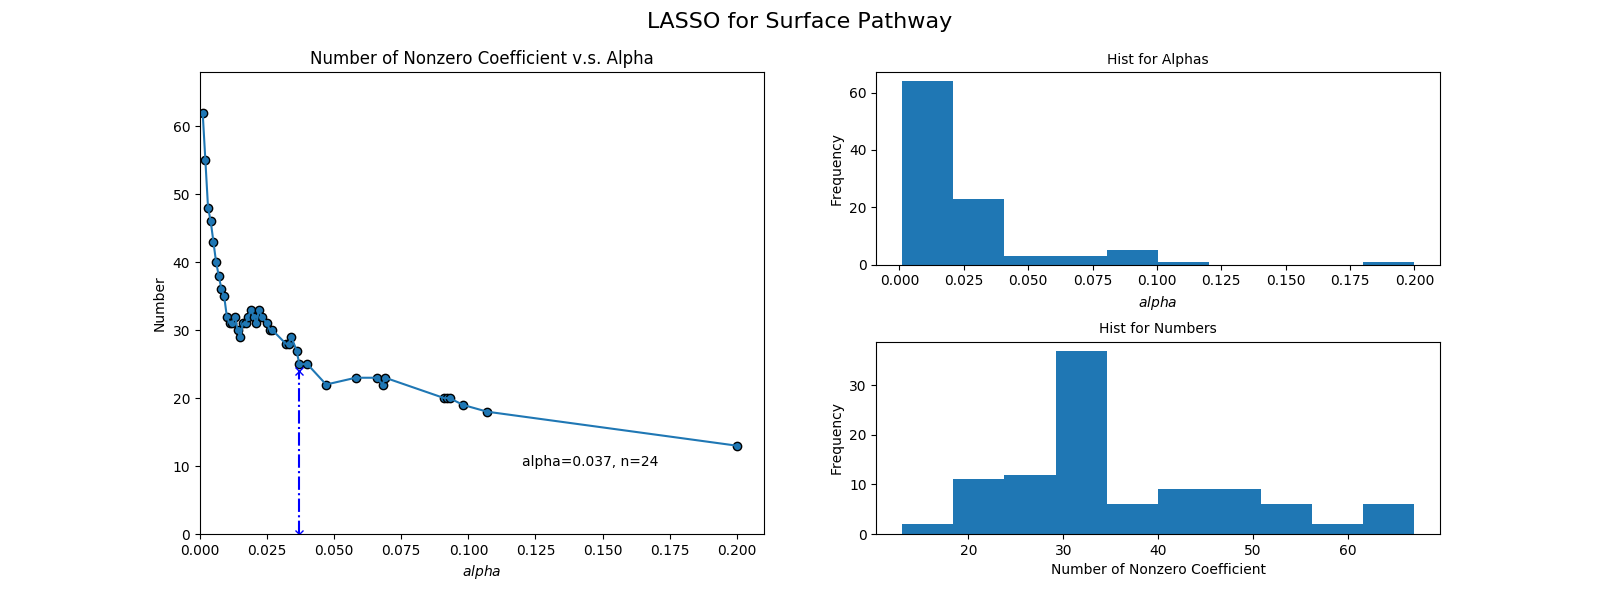 LASSO for Surface Pathway
Number of Nonzero Coefficient v.s. Alpha
Number
60
50
40
30
20
10
0
0.000 0.025 0.050 0.075 0.100 0.125 0.150 0.175 0.200
alpha
alpha=0.037, n=24
Hist for Alphas
Frequency
60
40
20
0
0.000 0.025 0.050 0.075 0.100 0.125 0.150 0.175 0.200
alpha
Hist for Numbers
Frequency
30
20
10
0
20 30 40 50 60
Number of Nonzero Coefficient